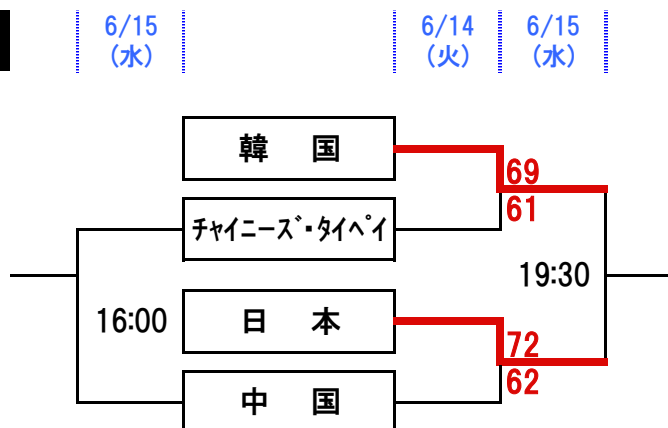 6/15 6/14 6/15
(水) (火) (水)
韓 国
69
チャイニーズ・タイペイ
61
19:30
16:00
日 本
72
62
中 国